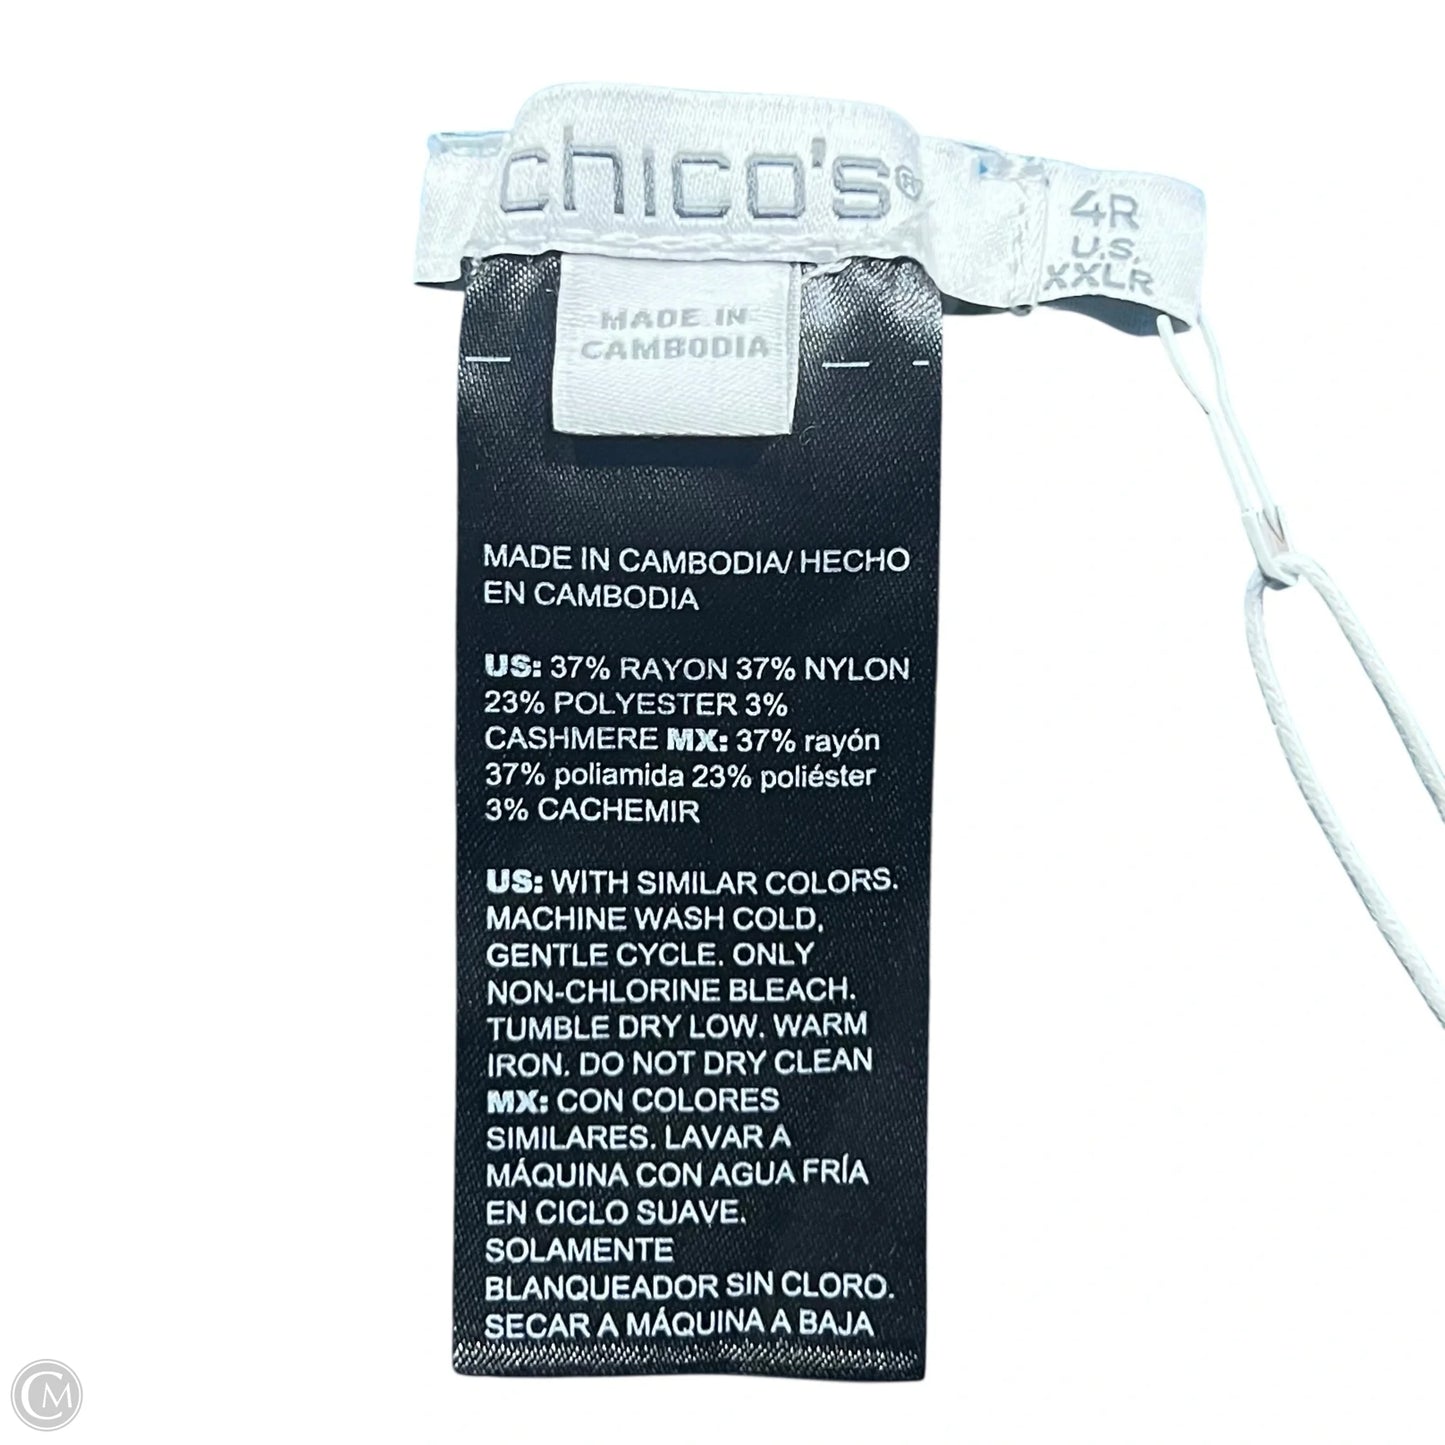 chico's®
4R
U.S.
XXLR
MADE IN
CAMBODIA
MADE IN CAMBODIA/ HECHO
EN CAMBODIA
US: 37% RAYON 37% NYLON
23% POLYESTER 3%
CASHMERE MX: 37% rayón
37% poliamida 23% poliéster
3% CACHEMIR
US: WITH SIMILAR COLORS.
MACHINE WASH COLD,
GENTLE CYCLE. ONLY
NON-CHLORINE BLEACH.
TUMBLE DRY LOW. WARM
IRON. DO NOT DRY CLEAN
MX: CON COLORES
SIMILARES. LAVAR A
MÁQUINA CON AGUA FRÍA
EN CICLO SUAVE.
SOLAMENTE
BLANQUEADOR SIN CLORO.
SECAR A MÁQUINA A BAJA
CM